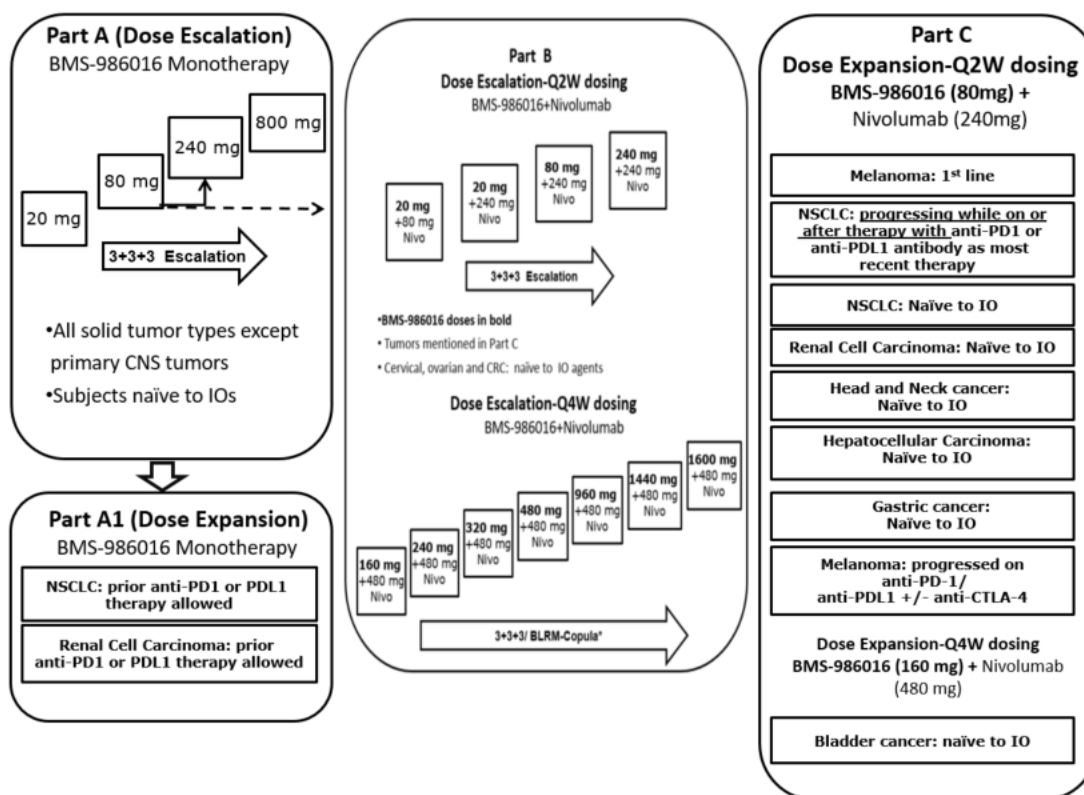 Part A (Dose Escalation)
BMS-986016 Monotherapy
20 mg
80 mg
240 mg
800 mg
3+3+3 Escalation
•All solid tumor types except
primary CNS tumors
•Subjects naïve to IOs
Part A1 (Dose Expansion)
BMS-986016 Monotherapy
NSCLC: prior anti-PD1 or PDL1
therapy allowed
Renal Cell Carcinoma: prior
anti-PD1 or PDL1 therapy allowed
Part B
Dose Escalation-Q2W dosing
BMS-986016+Nivolumab
20 mg
+80 mg
Nivo
20 mg
+240 mg
Nivo
80 mg
+240 mg
Nivo
240 mg
+240 mg
Nivo
3+3+3 Escalation
•BMS-986016 doses in bold
• Tumors mentioned in Part C
• Cervical, ovarian and CRC: naïve to IO agents
Dose Escalation-Q4W dosing
BMS-986016+Nivolumab
160 mg
+480 mg
Nivo
240 mg
+480 mg
Nivo
320 mg
+480 mg
Nivo
480 mg
+480 mg
Nivo
960 mg
+480 mg
Nivo
1440 mg
+480 mg
Nivo
1600 mg
+480 mg
Nivo
3+3+3/ BLRM-Copula*
Part C
Dose Expansion-Q2W dosing
BMS-986016 (80mg) +
Nivolumab (240mg)
Melanoma: 1st line
NSCLC: progressing while on or
after therapy with anti-PD1 or
anti-PDL1 antibody as most
recent therapy
NSCLC: Naïve to IO
Renal Cell Carcinoma: Naïve to IO
Head and Neck cancer:
Naïve to IO
Hepatocellular Carcinoma:
Naïve to IO
Gastric cancer:
Naïve to IO
Melanoma: progressed on
anti-PD-1/
anti-PDL1 +/- anti-CTLA-4
Dose Expansion-Q4W dosing
BMS-986016 (160 mg) + Nivolumab
(480 mg)
Bladder cancer: naïve to IO